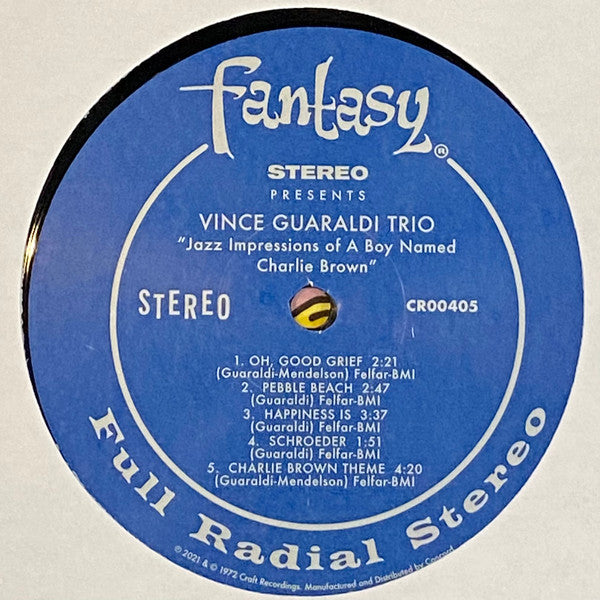 fantasy®
STEREO
PRESENTS
VINCE GUARALDI TRIO
"Jazz Impressions of A Boy Named
Charlie Brown"
STEREO
CR00405
1. OH, GOOD GRIEF 2:21
(Guaraldi-Mendelson) Felfar-BMI
2. PEBBLE BEACH 2:47
(Guaraldi) Felfar-BMI
3. HAPPINESS IS 3:37
(Guaraldi) Felfar-BMI
4. SCHROEDER 1:51
(Guaraldi) Felfar-BMI
5. CHARLIE BROWN THEME 4:20
(Guaraldi-Mendelson) Felfar-BMI
Full Radial Stereo
℗ 2021 & © 1972 Craft Recordings. Manufactured and Distributed by Concord.